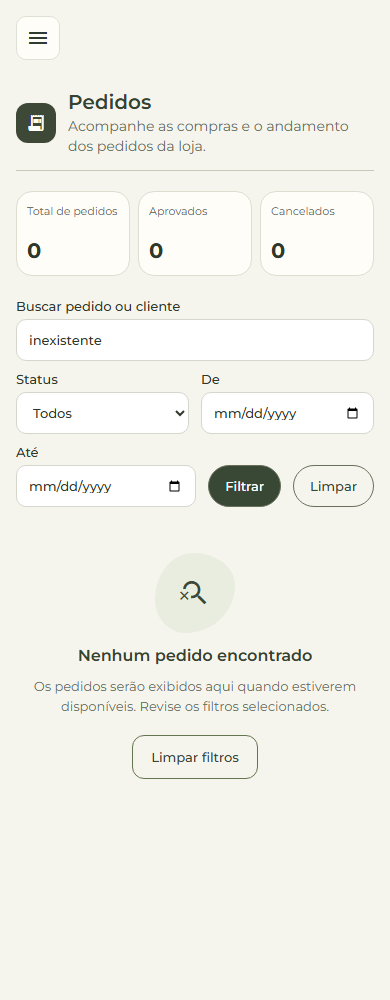 Pedidos
Acompanhe as compras e o andamento
dos pedidos da loja.
Total de pedidos
0
Aprovados
0
Cancelados
0
Buscar pedido ou cliente
inexistente
Status
De
Todos
mm/dd/yyyy
Até
mm/dd/yyyy
Filtrar
Limpar
Nenhum pedido encontrado
Os pedidos serão exibidos aqui quando estiverem
disponíveis. Revise os filtros selecionados.
Limpar filtros